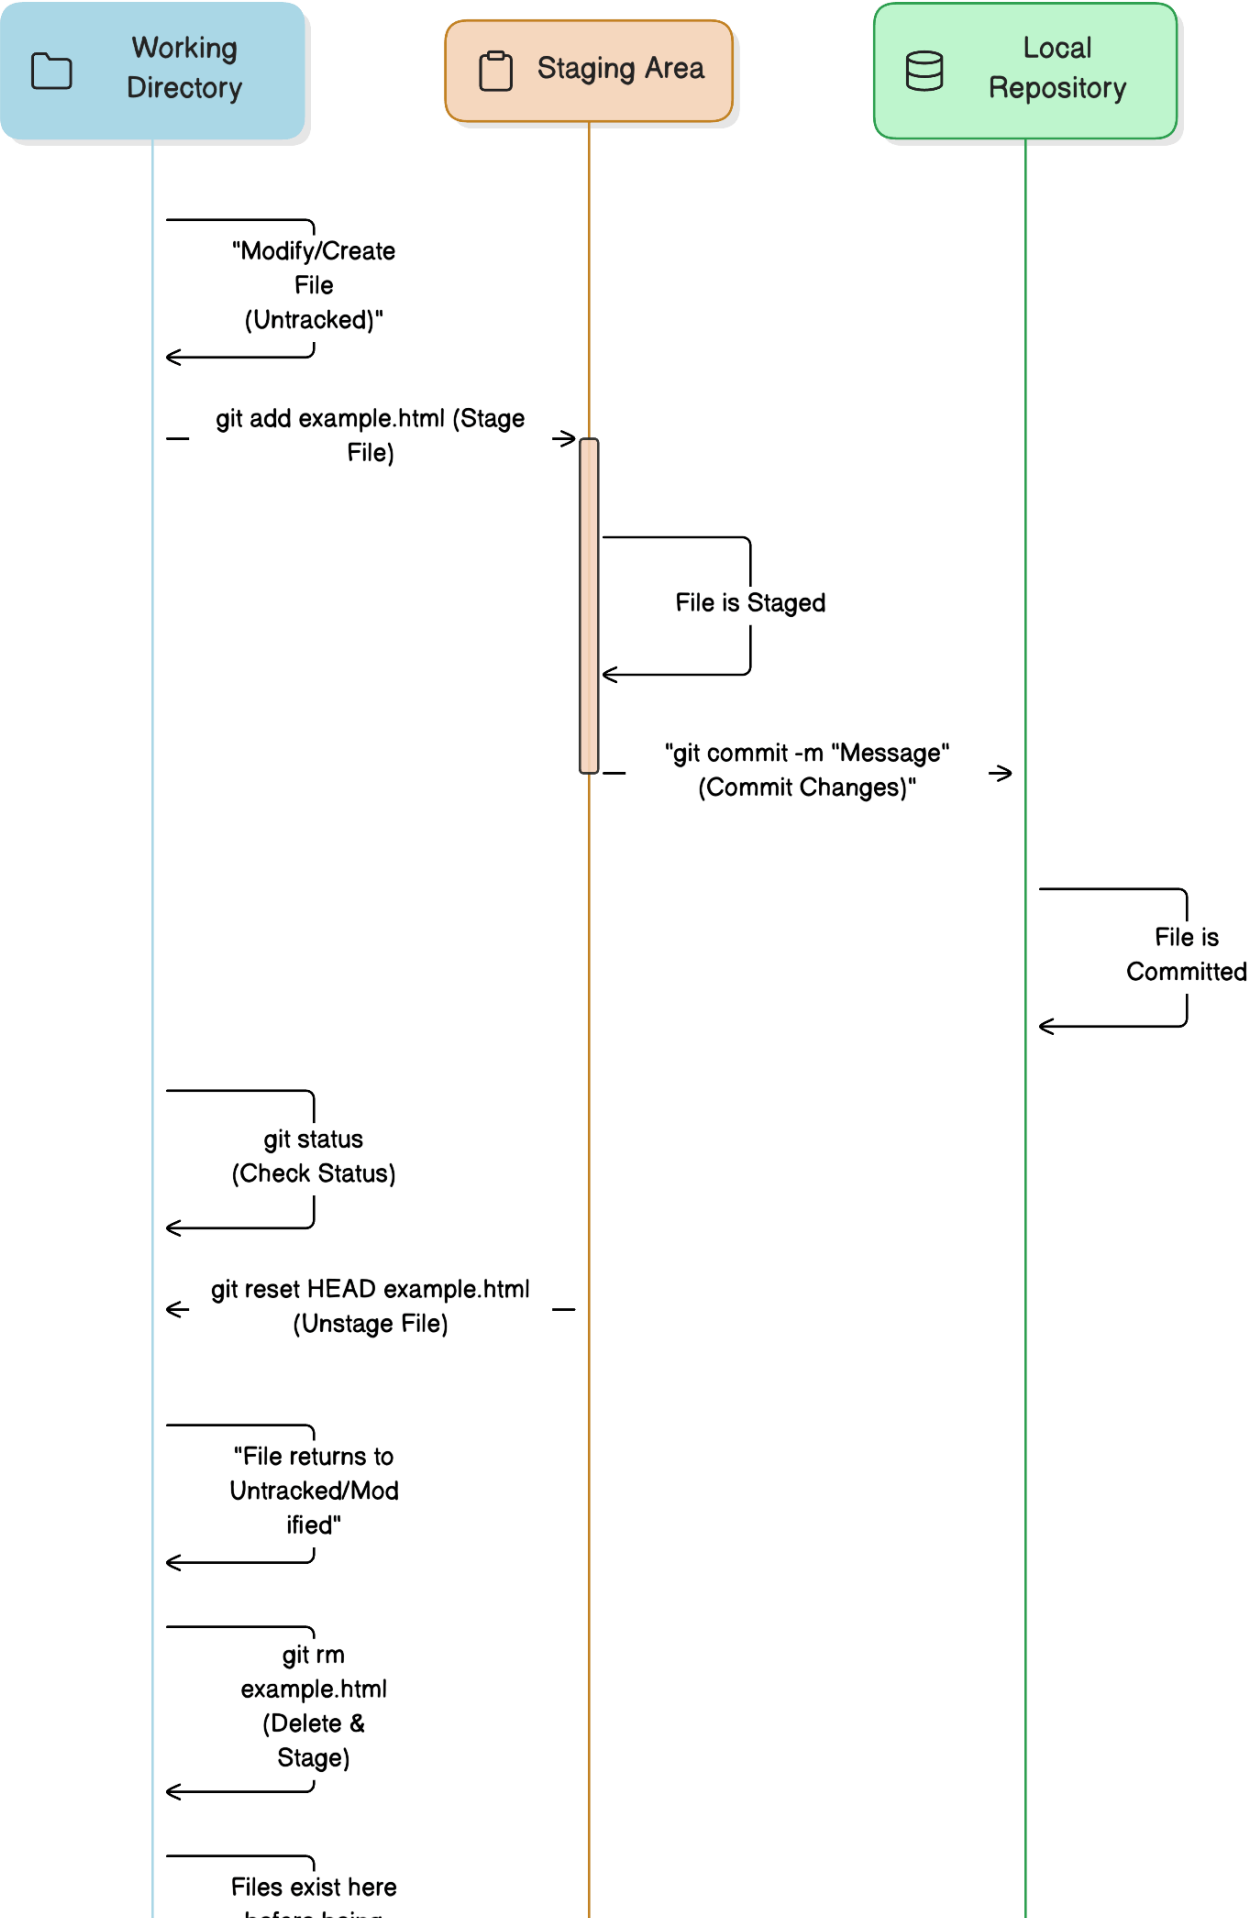 Working
Directory
Staging Area
Local
Repository
"Modify/Create
File
(Untracked)"
git add example.html (Stage
File)
File is Staged
"git commit -m "Message"
(Commit Changes)"
File is
Committed
git status
(Check Status)
git reset HEAD example.html
(Unstage File)
"File returns to
Untracked/Mod
ified"
git rm
example.html
(Delete &
Stage)
Files exist here
before being